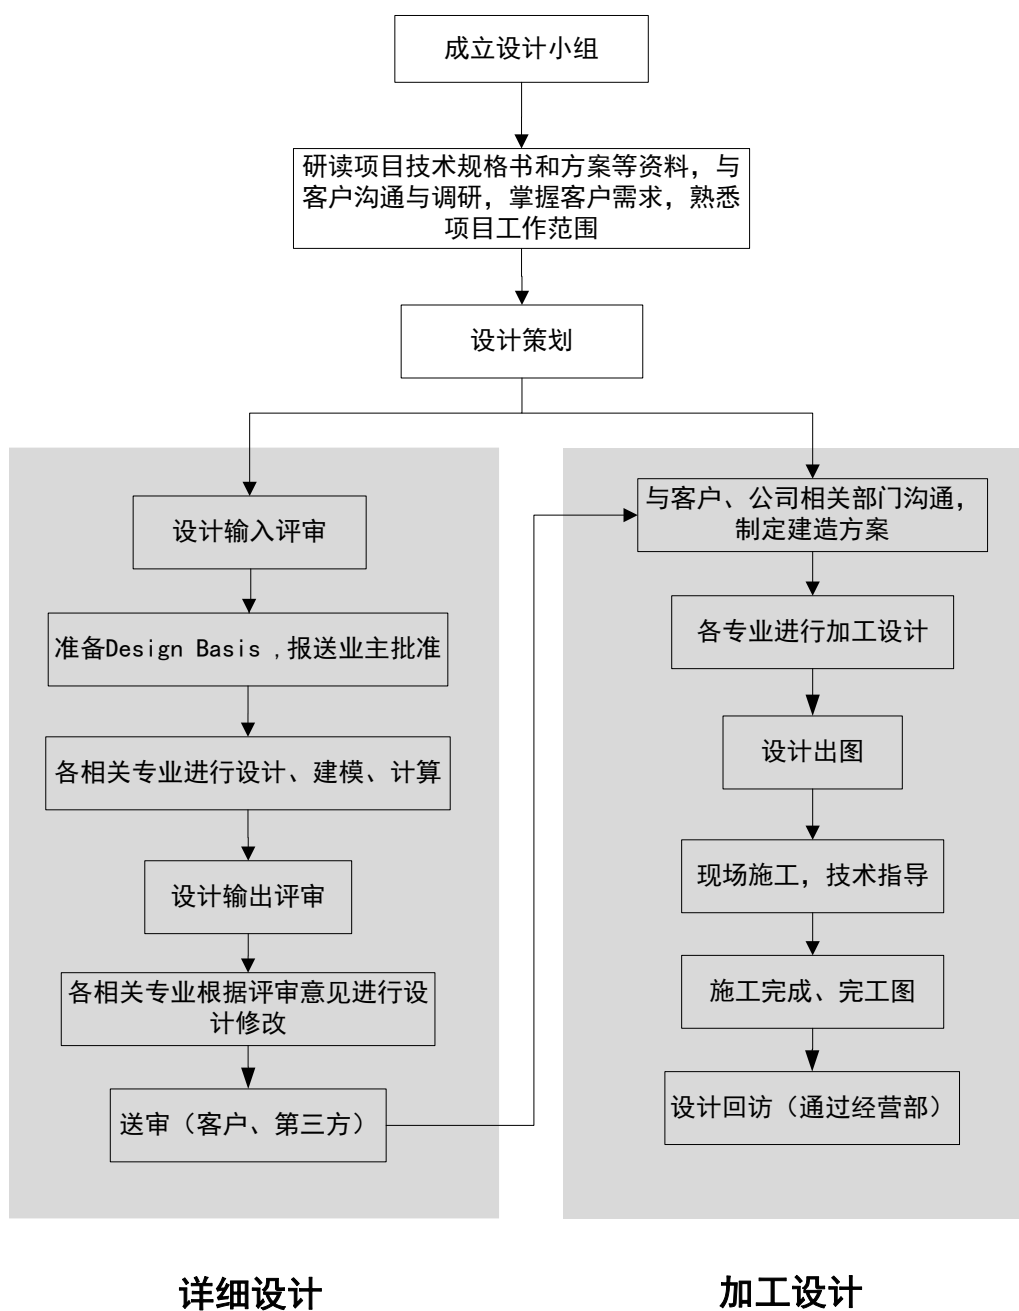 成立设计小组
研读项目技术规格书和方案等资料，与
客户沟通与调研，掌握客户需求，熟悉
项目工作范围
设计策划
设计输入评审
准备Design Basis ,报送业主批准
各相关专业进行设计、建模、计算
设计输出评审
各相关专业根据评审意见进行设
计修改
送审（客户、第三方）
详细设计
与客户、公司相关部门沟通，
制定建造方案
各专业进行加工设计
设计出图
现场施工，技术指导
施工完成、完工图
设计回访（通过经营部）
加工设计